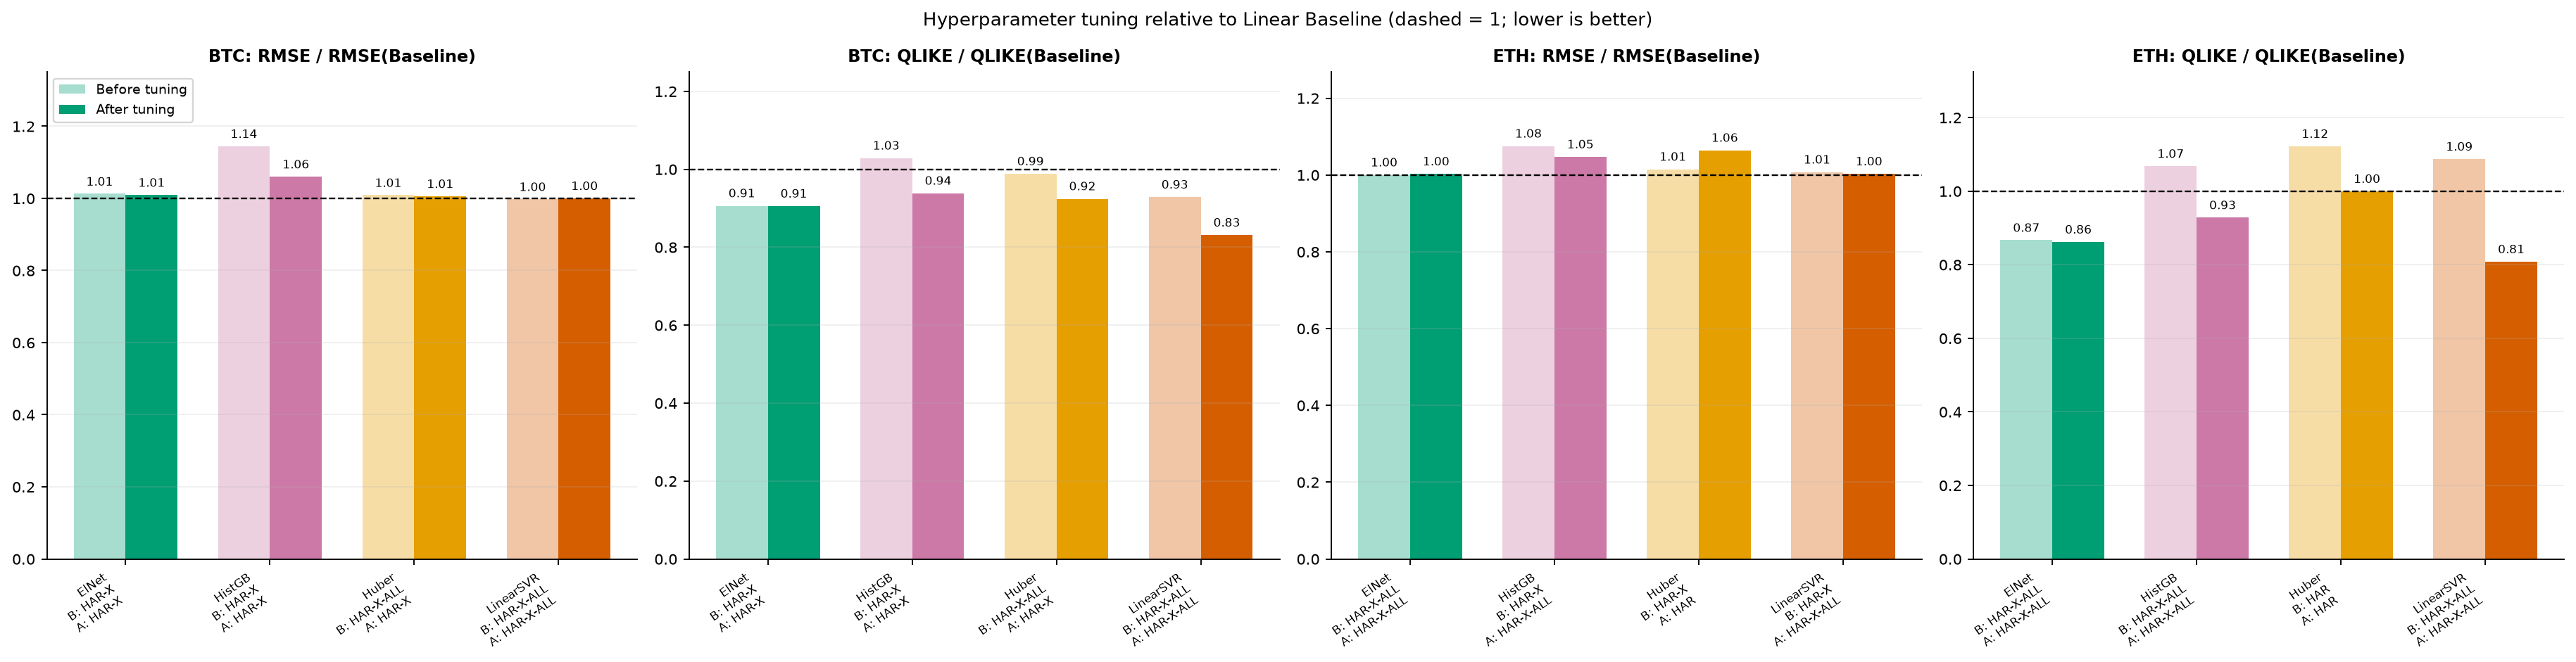 Hyperparameter tuning relative to Linear Baseline (dashed = 1; lower is better)
BTC: RMSE / RMSE(Baseline)
Before tuning
After tuning
1.2
1.0
0.8
0.6
0.4
0.2
0.0
1.01
1.01
1.14
1.06
1.01
1.01
1.00
1.00
ElNet
B: HAR-X
A: HAR-X
HistGB
B: HAR-X
A: HAR-X
Huber
B: HAR-X-ALL
A: HAR-X
LinearSVR
B: HAR-X-ALL
A: HAR-X-ALL
BTC: QLIKE / QLIKE(Baseline)
1.2
1.0
0.8
0.6
0.4
0.2
0.0
0.91
0.91
1.03
0.94
0.99
0.92
0.93
0.83
ElNet
B: HAR-X
A: HAR-X
HistGB
B: HAR-X
A: HAR-X
Huber
B: HAR-X-ALL
A: HAR-X
LinearSVR
B: HAR-X-ALL
A: HAR-X-ALL
ETH: RMSE / RMSE(Baseline)
1.2
1.0
0.8
0.6
0.4
0.2
0.0
1.00
1.00
1.08
1.05
1.01
1.06
1.01
1.00
ElNet
B: HAR-X-ALL
A: HAR-X-ALL
HistGB
B: HAR-X
A: HAR-X-ALL
Huber
B: HAR-X
A: HAR
LinearSVR
B: HAR-X
A: HAR-X-ALL
ETH: QLIKE / QLIKE(Baseline)
1.2
1.0
0.8
0.6
0.4
0.2
0.0
0.87
0.86
1.07
0.93
1.12
1.00
1.09
0.81
ElNet
B: HAR-X-ALL
A: HAR-X-ALL
HistGB
B: HAR-X-ALL
A: HAR-X-ALL
Huber
B: HAR
A: HAR
LinearSVR
B: HAR-X-ALL
A: HAR-X-ALL